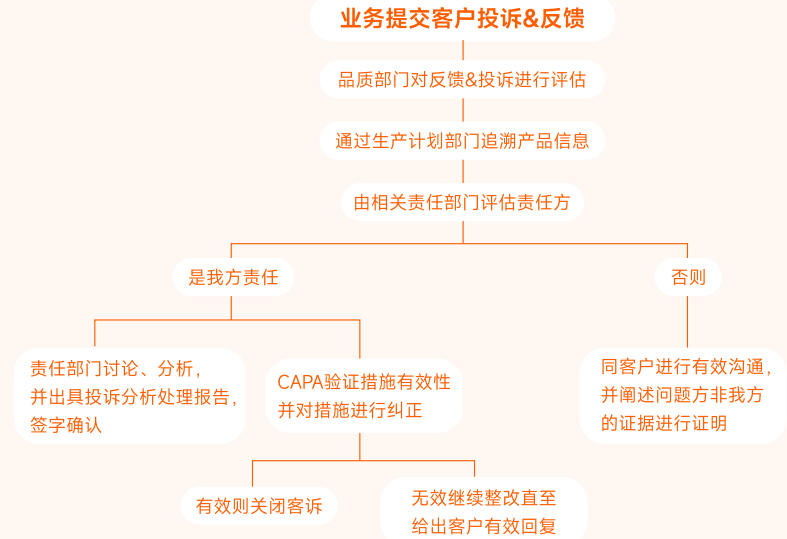 业务提交客户投诉&反馈
品质部门对反馈&投诉进行评估
通过生产计划部门追溯产品信息
由相关责任部门评估责任方
是我方责任
否则
责任部门讨论、分析，
并出具投诉分析处理报告，
签字确认
CAPA验证措施有效性
并对措施进行纠正
同客户进行有效沟通，
并阐述问题方非我方
的证据进行证明
有效则关闭客诉
无效继续整改直至
给出客户有效回复